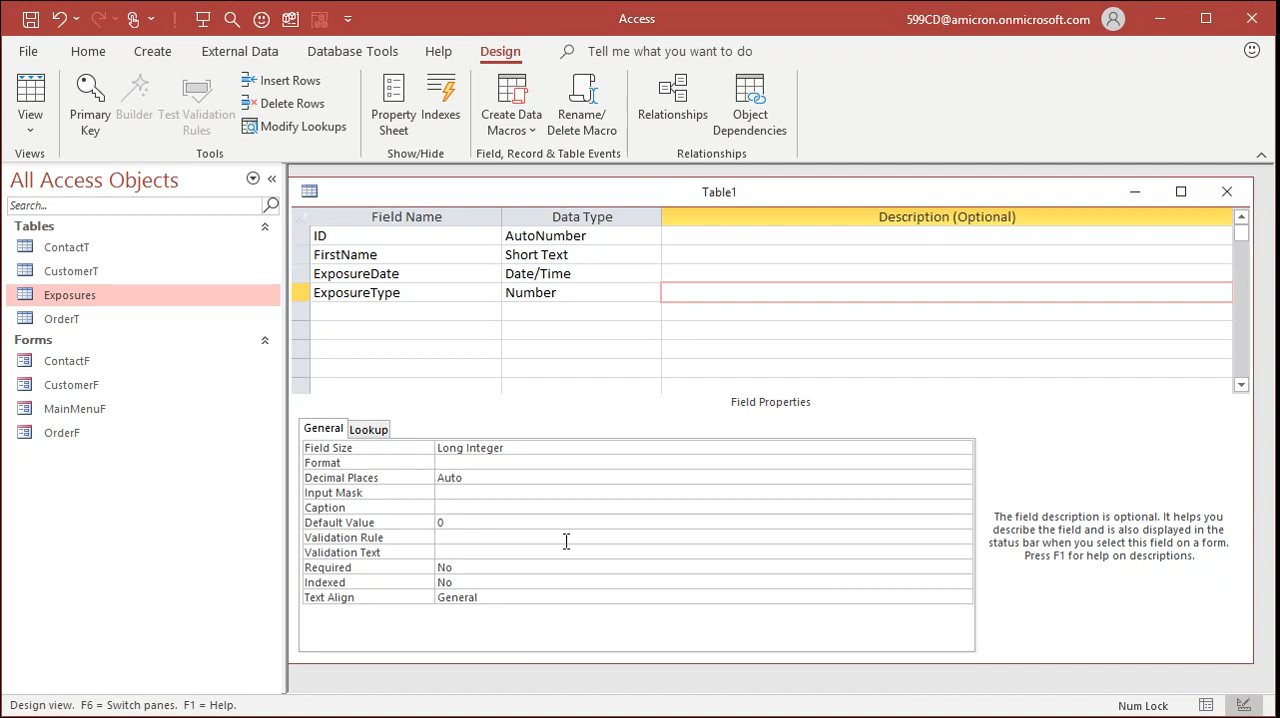 Access
599CD@amicron.onmicrosoft.com
File Home Create External Data Database Tools Help Design Tell me what you want to do
View
Primary Key
Builder
Test Validation Rules
Insert Rows
Delete Rows
Modify Lookups
Property Sheet
Indexes
Create Data Macros
Rename/ Delete Macro
Relationships
Object Dependencies
Views Tools Show/Hide Field, Record & Table Events Relationships
All Access Objects
Search...
Tables
ContactT
CustomerT
Exposures
OrderT
Forms
ContactF
CustomerF
MainMenuF
OrderF
Table1
Field Name Data Type Description (Optional)
ID AutoNumber
FirstName Short Text
ExposureDate Date/Time
ExposureType Number
Field Properties
General Lookup
Field Size Long Integer
Format
Decimal Places Auto
Input Mask
Caption
Default Value 0
Validation Rule
Validation Text
Required No
Indexed No
Text Align General
The field description is optional. It helps you
describe the field and is also displayed in the
status bar when you select this field on a form.
Press F1 for help on descriptions.
Design view. F6 = Switch panes. F1 = Help.
Num Lock